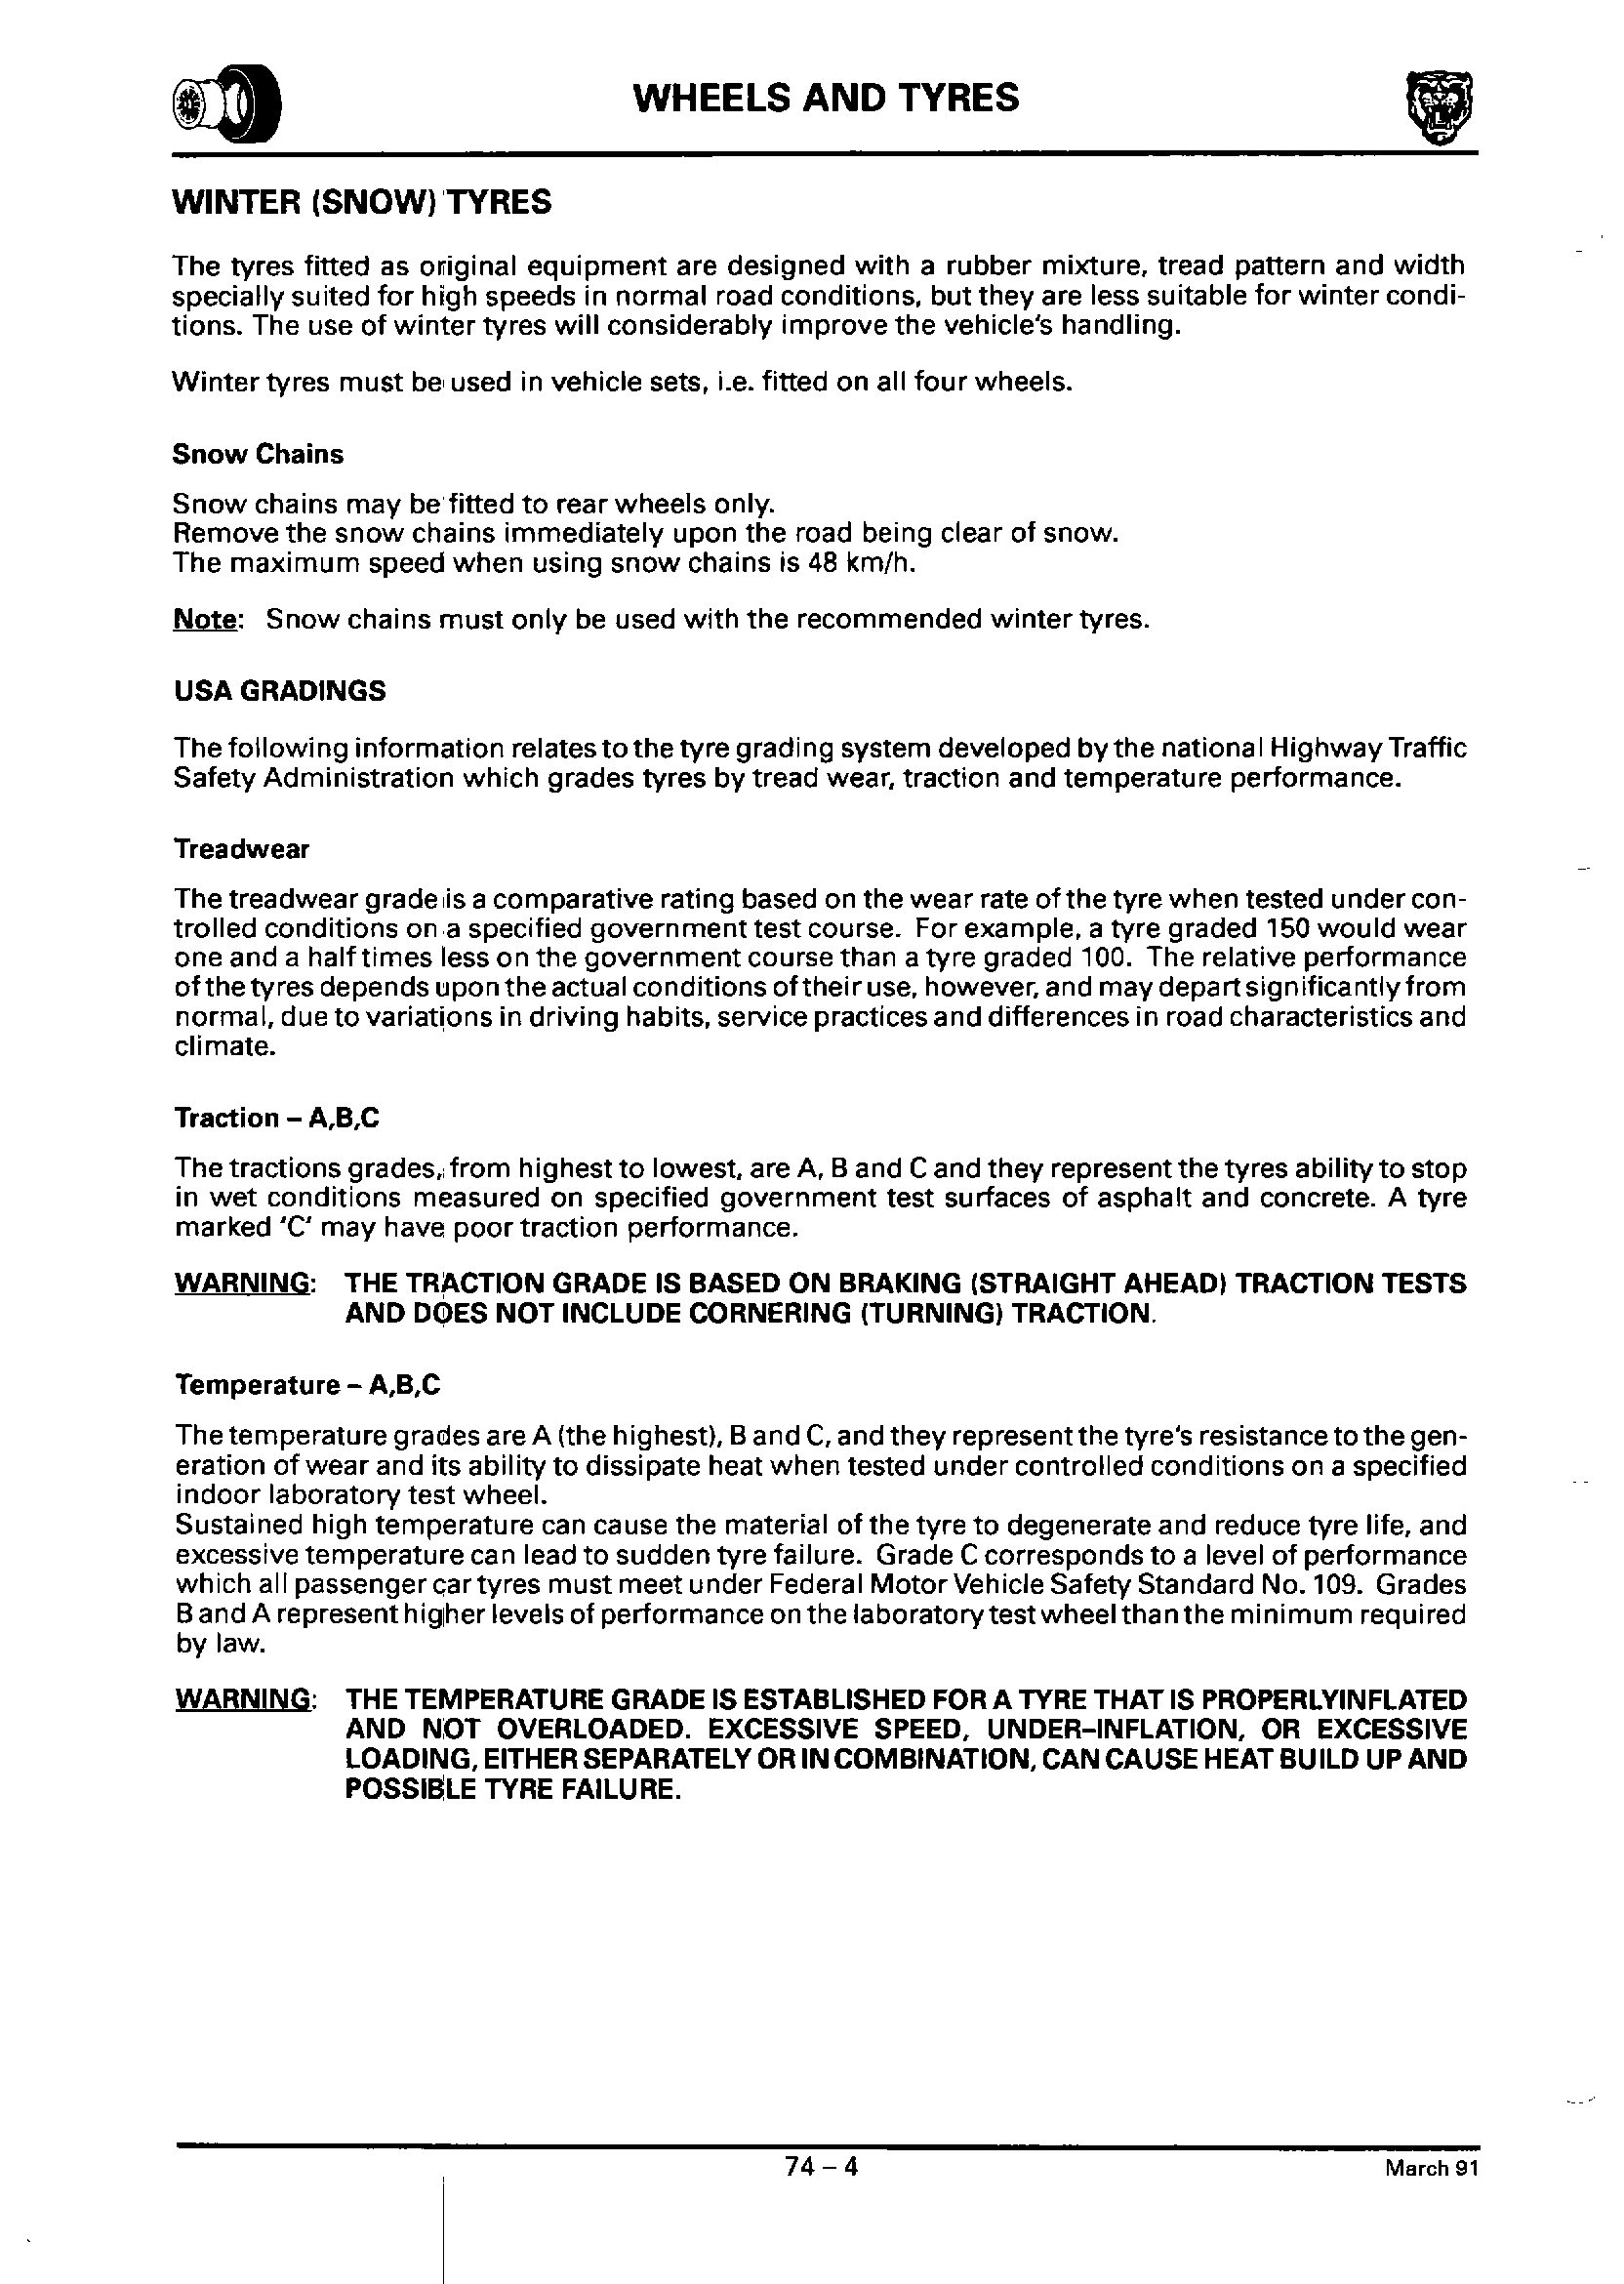 WHEELS AND TYRES
WINTER (SNOW) TYRES
The tyres fitted as original equipment are designed with a rubber mixture, tread pattern and width
specially suited for high speeds in normal road conditions, but they are less suitable for winter condi-
tions. The use of winter tyres will considerably improve the vehicle's handling.
Winter tyres must be used in vehicle sets, i.e. fitted on all four wheels.
Snow Chains
Snow chains may be fitted to rear wheels only.
Remove the snow chains immediately upon the road being clear of snow.
The maximum speed when using snow chains is 48 km/h.
Note: Snow chains must only be used with the recommended winter tyres.
USA GRADINGS
The following information relates to the tyre grading system developed by the national Highway Traffic
Safety Administration which grades tyres by tread wear, traction and temperature performance.
Treadwear
The treadwear grade is a comparative rating based on the wear rate of the tyre when tested under con-
trolled conditions on a specified government test course. For example, a tyre graded 150 would wear
one and a half times less on the government course than a tyre graded 100. The relative performance
of the tyres depends upon the actual conditions of their use, however, and may depart significantly from
normal, due to variations in driving habits, service practices and differences in road characteristics and
climate.
Traction – A,B,C
The tractions grades, from highest to lowest, are A, B and C and they represent the tyres ability to stop
in wet conditions measured on specified government test surfaces of asphalt and concrete. A tyre
marked 'C' may have poor traction performance.
WARNING: THE TRACTION GRADE IS BASED ON BRAKING (STRAIGHT AHEAD) TRACTION TESTS
AND DOES NOT INCLUDE CORNERING (TURNING) TRACTION.
Temperature – A,B,C
The temperature grades are A (the highest), B and C, and they represent the tyre's resistance to the gen-
eration of wear and its ability to dissipate heat when tested under controlled conditions on a specified
indoor laboratory test wheel.
Sustained high temperature can cause the material of the tyre to degenerate and reduce tyre life, and
excessive temperature can lead to sudden tyre failure. Grade C corresponds to a level of performance
which all passenger car tyres must meet under Federal Motor Vehicle Safety Standard No. 109. Grades
B and A represent higher levels of performance on the laboratory test wheel than the minimum required
by law.
WARNING: THE TEMPERATURE GRADE IS ESTABLISHED FOR A TYRE THAT IS PROPERLYINFLATED
AND NOT OVERLOADED. EXCESSIVE SPEED, UNDER–INFLATION, OR EXCESSIVE
LOADING, EITHER SEPARATELY OR IN COMBINATION, CAN CAUSE HEAT BUILD UP AND
POSSIBLE TYRE FAILURE.
74 – 4
March 91